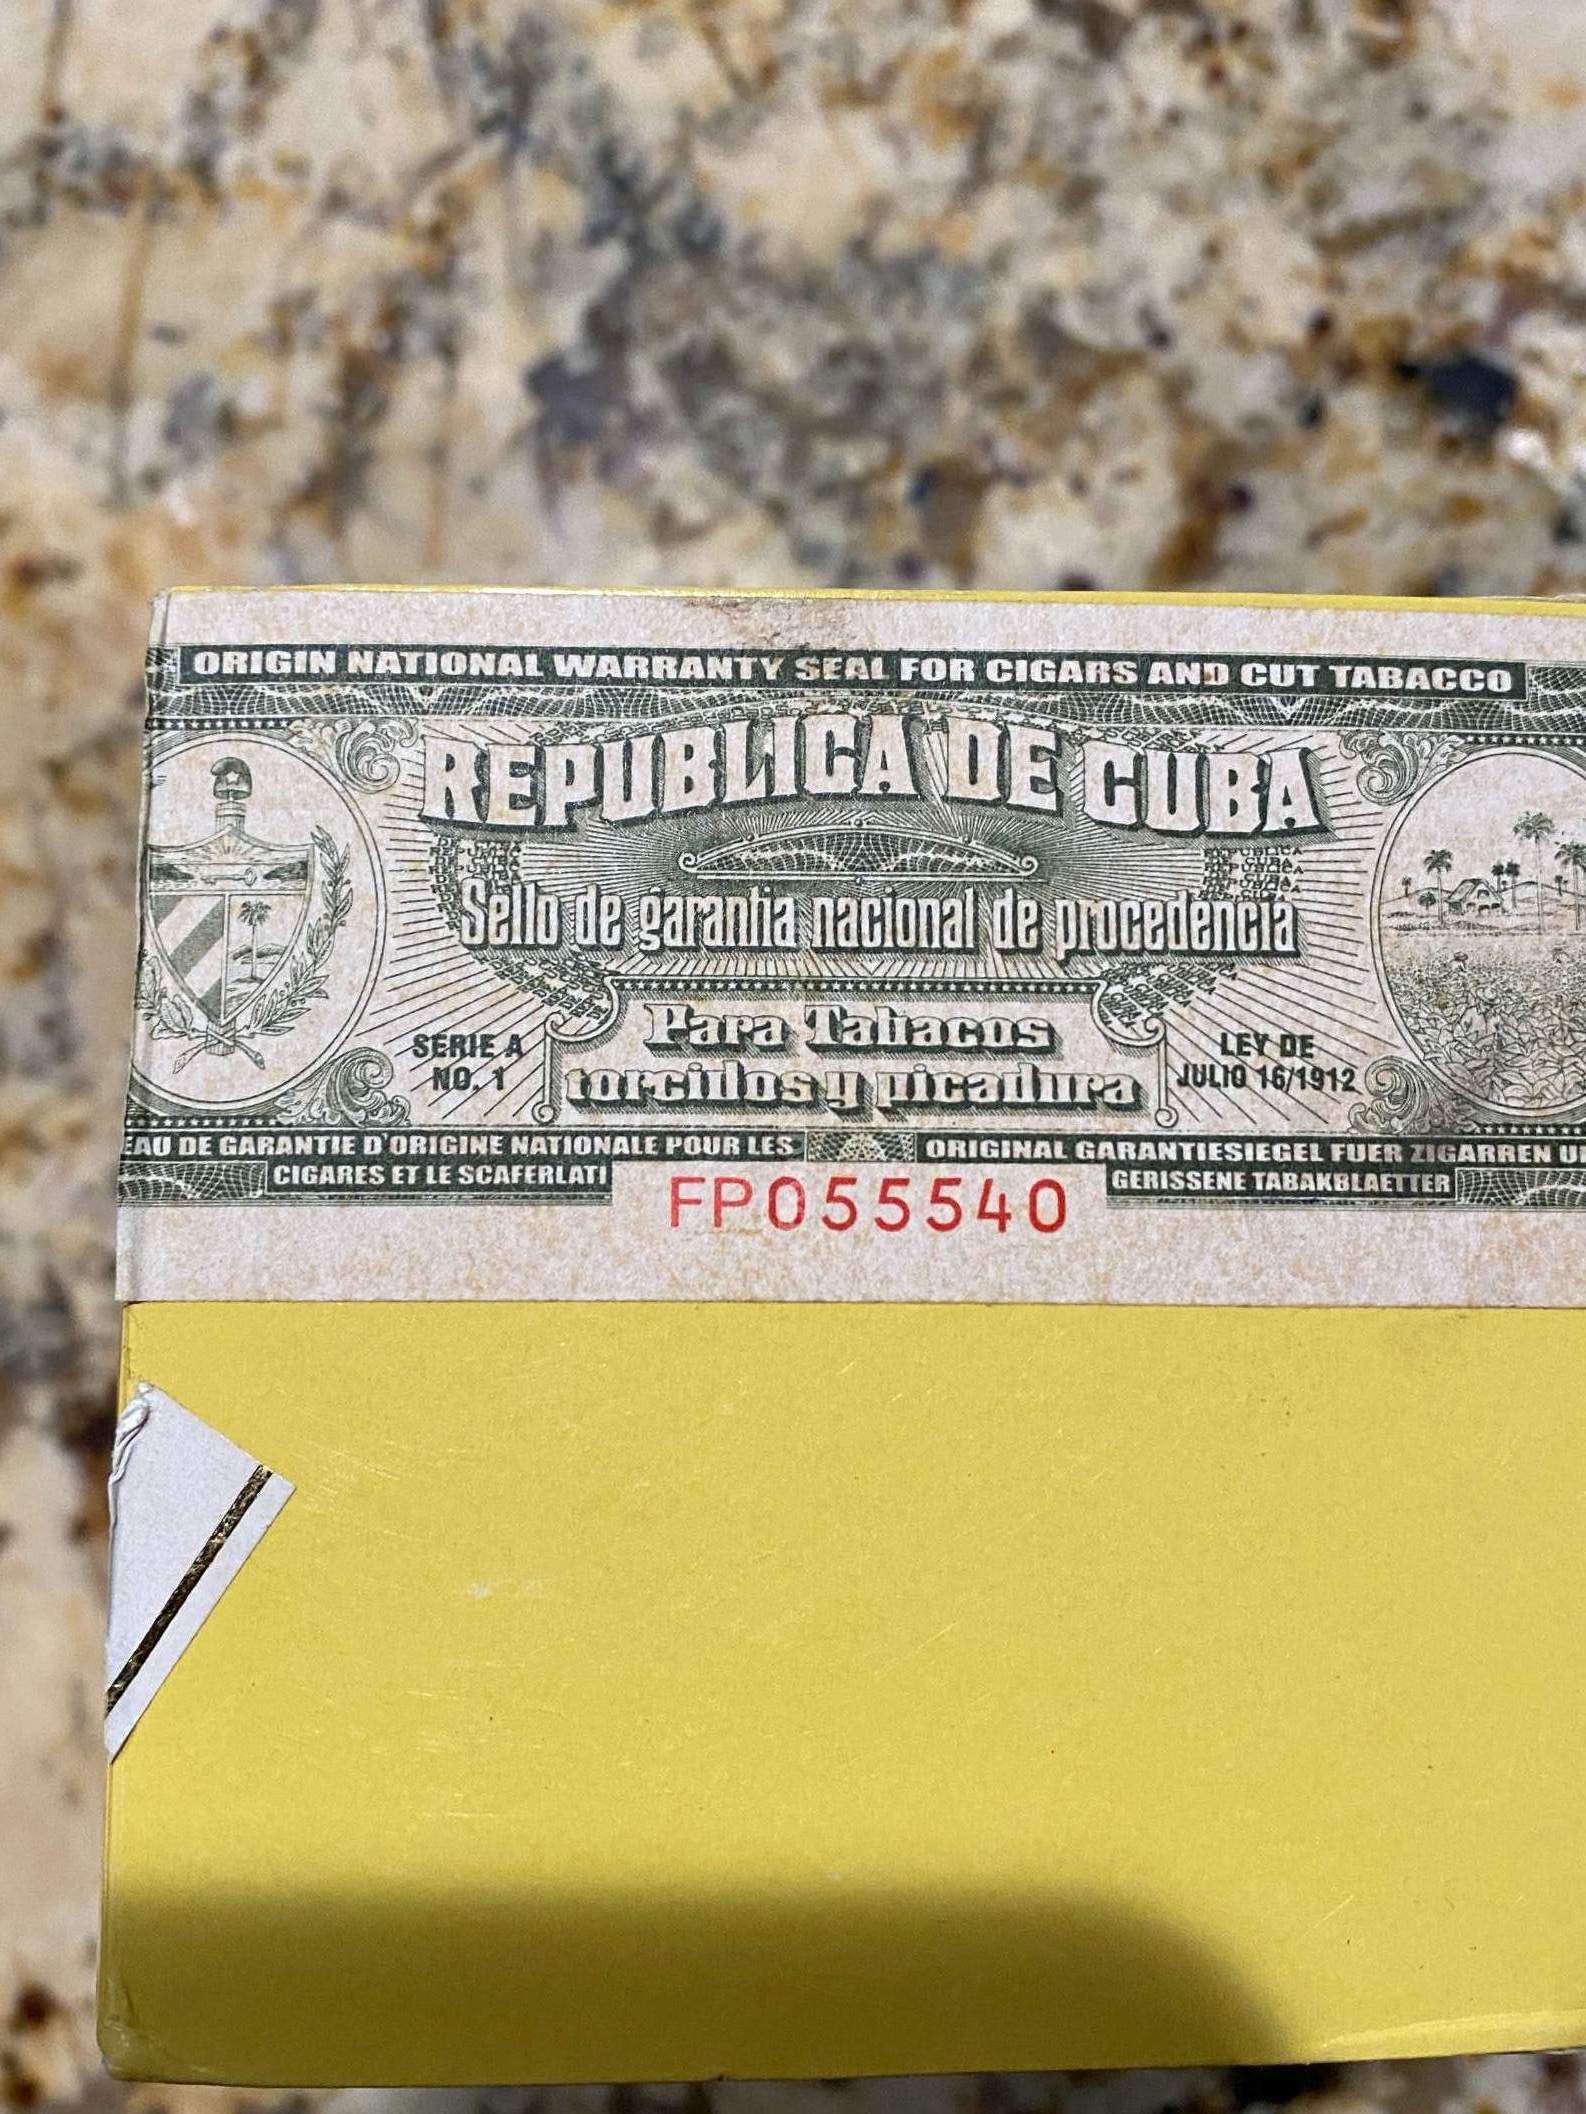 ORIGIN NATIONAL WARRANTY SEAL FOR CIGARS AND CUT TABACCO
REPUBLICA DE CUBA
Sello de garantia nacional de procedencia
Para Tabacos
torcidos y picadura
SERIE A
NO. 1
LEY DE
JULIO 16/1912
EAU DE GARANTIE D'ORIGINE NATIONALE POUR LES
CIGARES ET LE SCAFERLATI
ORIGINAL GARANTIESIEGEL FUER ZIGARREN U
GERISSENE TABAKBLAETTER
FP055540